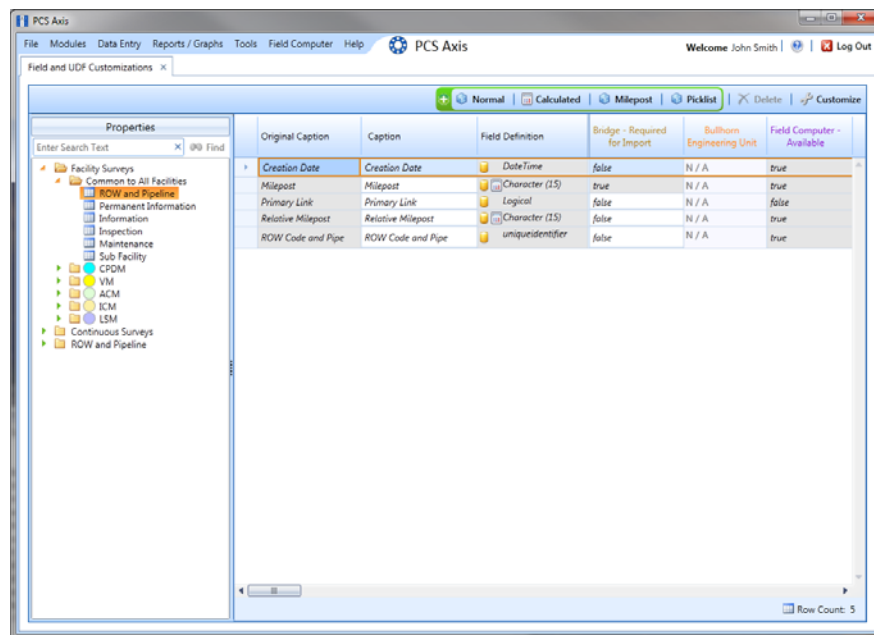 PCS Axis
File Modules Data Entry Reports / Graphs Tools Field Computer Help PCS Axis Welcome John Smith Log Out
Field and UDF Customizations ×
Normal Calculated Milepost Picklist Delete Customize
Properties
Enter Search Text × Find
Facility Surveys
Common to All Facilities
ROW and Pipeline
Permanent Information
Information
Inspection
Maintenance
Sub Facility
CPDM
VM
ACM
ICM
LSM
Continuous Surveys
ROW and Pipeline
Original Caption Caption Field Definition Bridge - Required for Import Bullhorn Engineering Unit Field Computer - Available
Creation Date Creation Date DateTime false N / A true
Milepost Milepost Character (15) true N / A true
Primary Link Primary Link Logical false N / A false
Relative Milepost Relative Milepost Character (15) false N / A true
ROW Code and Pipe ROW Code and Pipe uniqueidentifier false N / A true
Row Count: 5